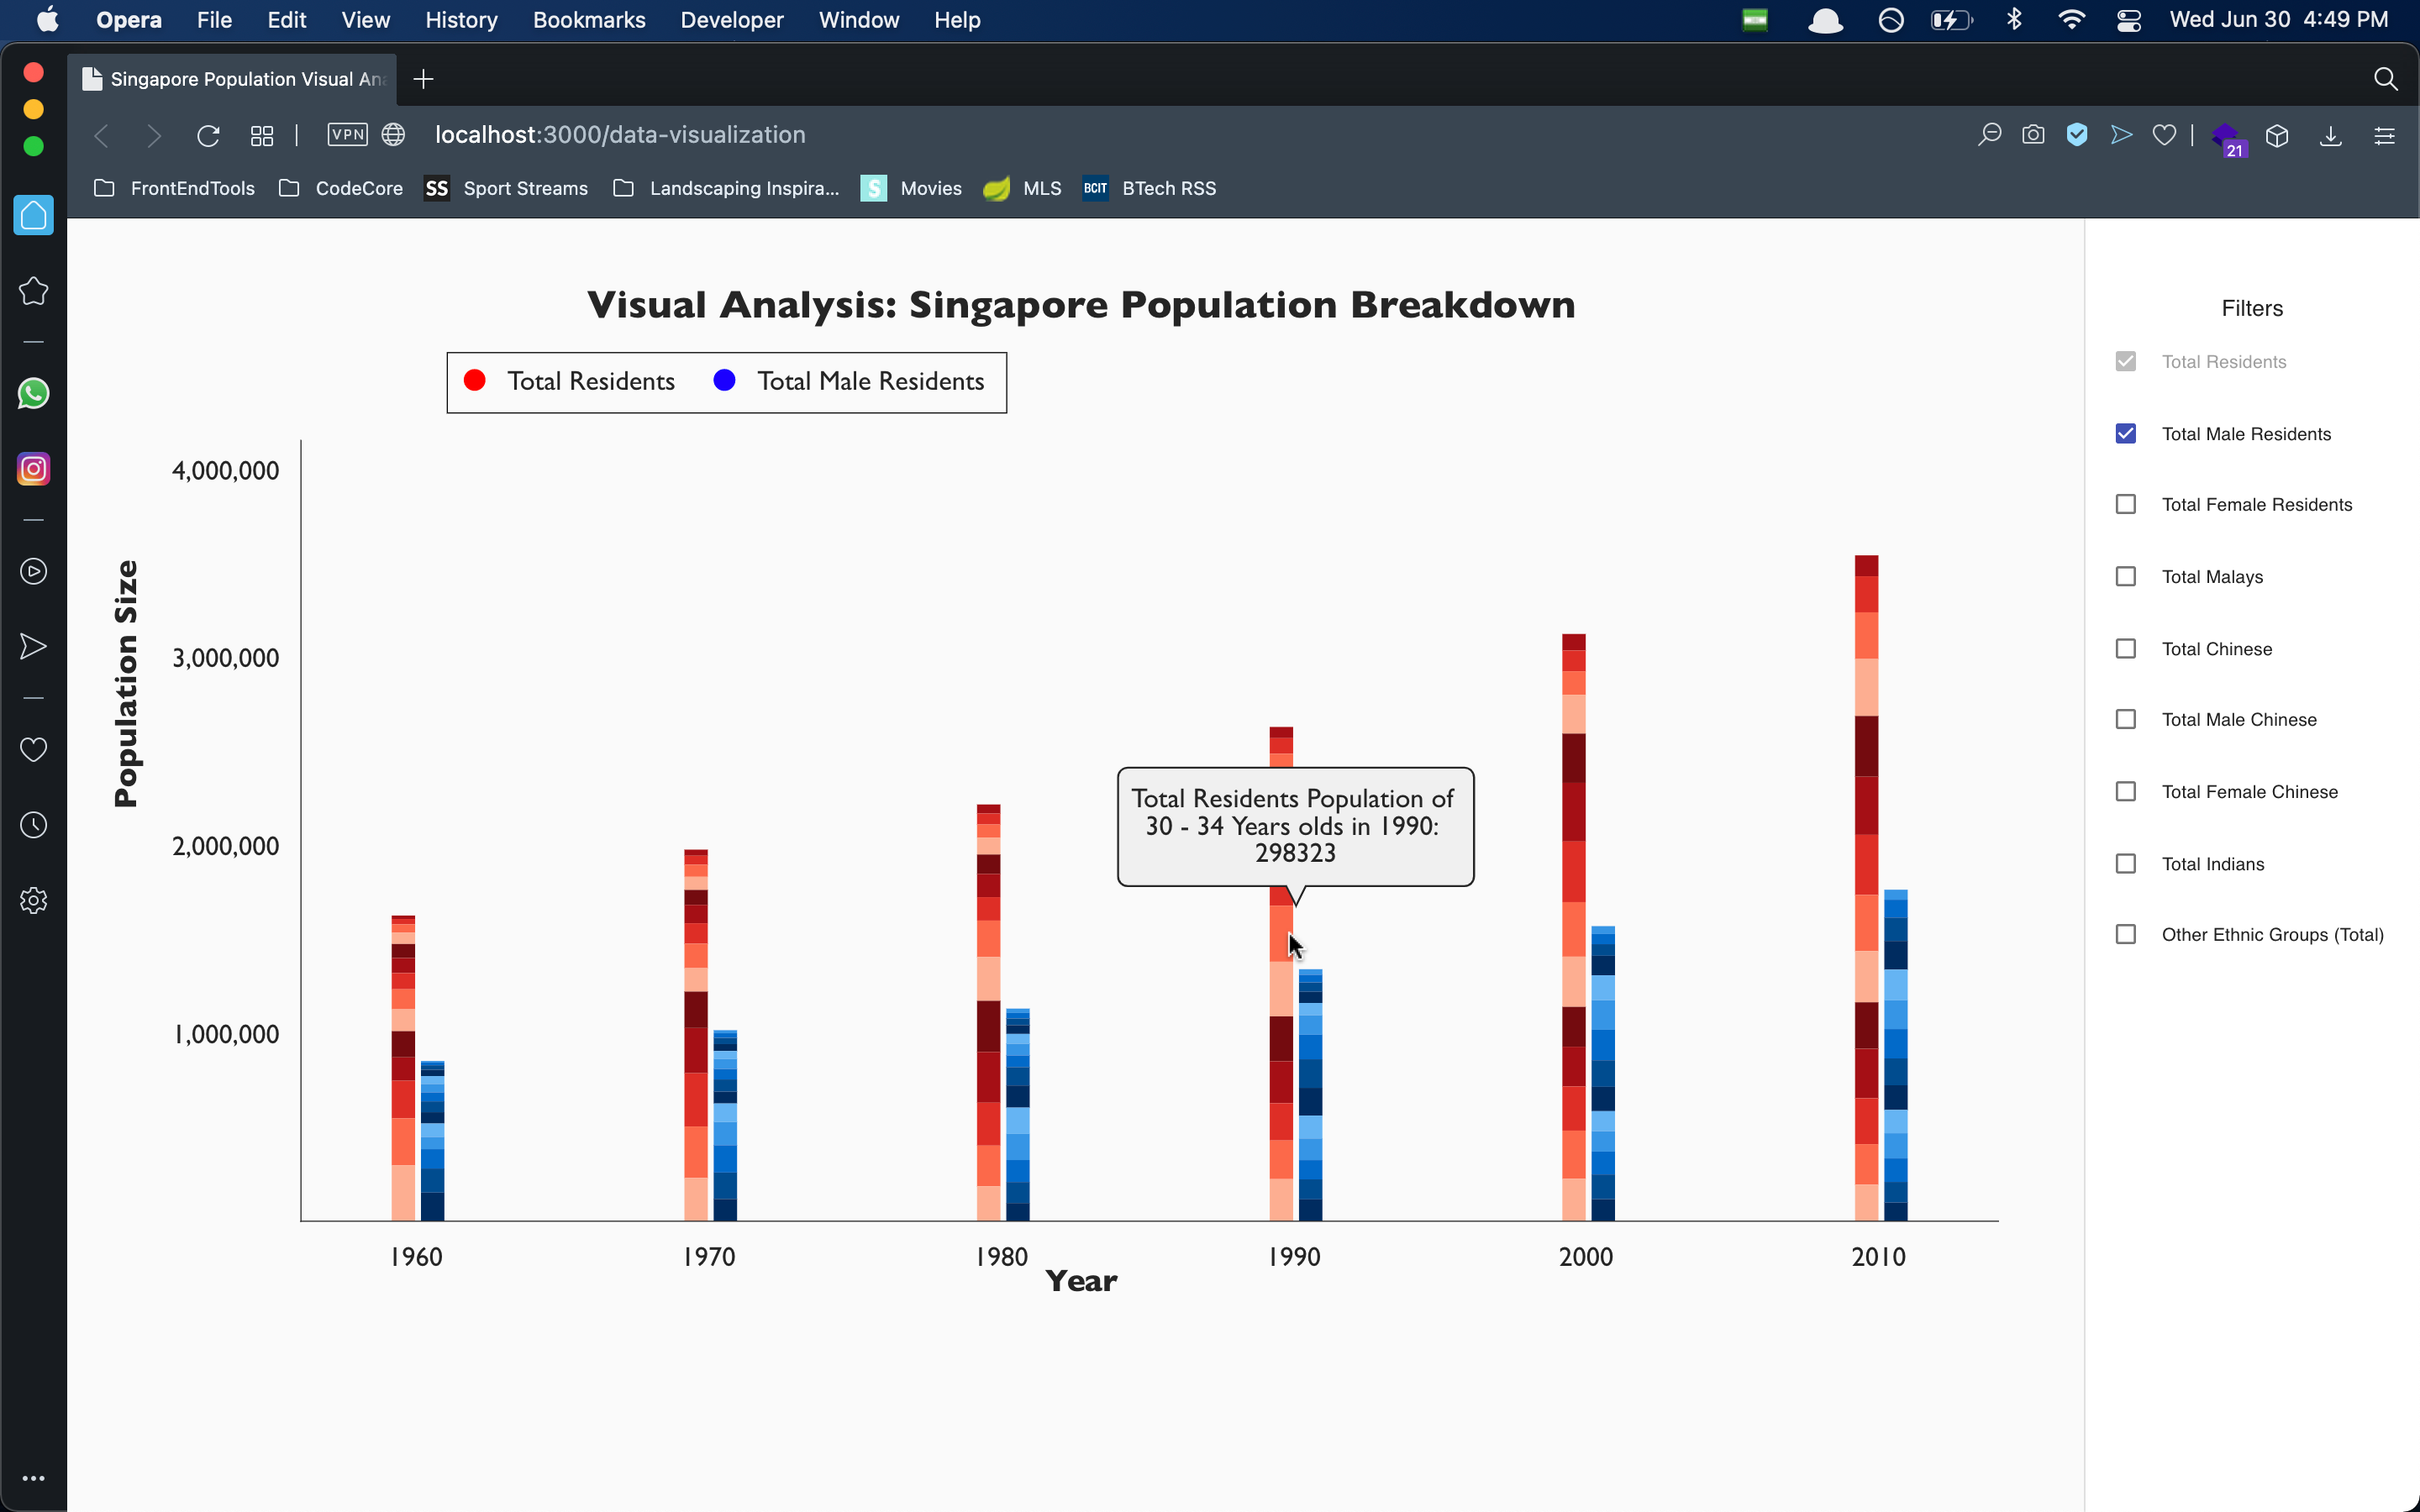 Opera File Edit View History Bookmarks Developer Window Help Wed Jun 30 4:49 PM
Singapore Population Visual Ana
VPN localhost:3000/data-visualization 21
FrontEndTools CodeCore SS Sport Streams Landscaping Inspira... S Movies MLS BCIT BTech RSS
Visual Analysis: Singapore Population Breakdown
Total Residents Total Male Residents
Population Size
4,000,000
3,000,000
2,000,000
1,000,000
Total Residents Population of
30 - 34 Years olds in 1990:
298323
1960 1970 1980 1990 2000 2010
Year
Filters
Total Residents
Total Male Residents
Total Female Residents
Total Malays
Total Chinese
Total Male Chinese
Total Female Chinese
Total Indians
Other Ethnic Groups (Total)